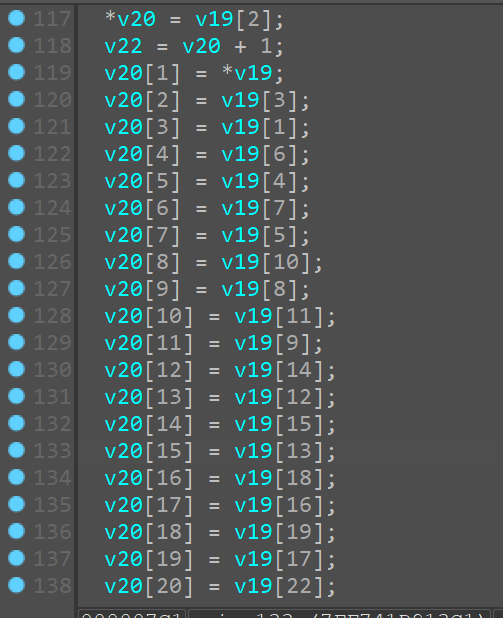 117 *v20 = v19[2];
118 v22 = v20 + 1;
119 v20[1] = *v19;
120 v20[2] = v19[3];
121 v20[3] = v19[1];
122 v20[4] = v19[6];
123 v20[5] = v19[4];
124 v20[6] = v19[7];
125 v20[7] = v19[5];
126 v20[8] = v19[10];
127 v20[9] = v19[8];
128 v20[10] = v19[11];
129 v20[11] = v19[9];
130 v20[12] = v19[14];
131 v20[13] = v19[12];
132 v20[14] = v19[15];
133 v20[15] = v19[13];
134 v20[16] = v19[18];
135 v20[17] = v19[16];
136 v20[18] = v19[19];
137 v20[19] = v19[17];
138 v20[20] = v19[22];